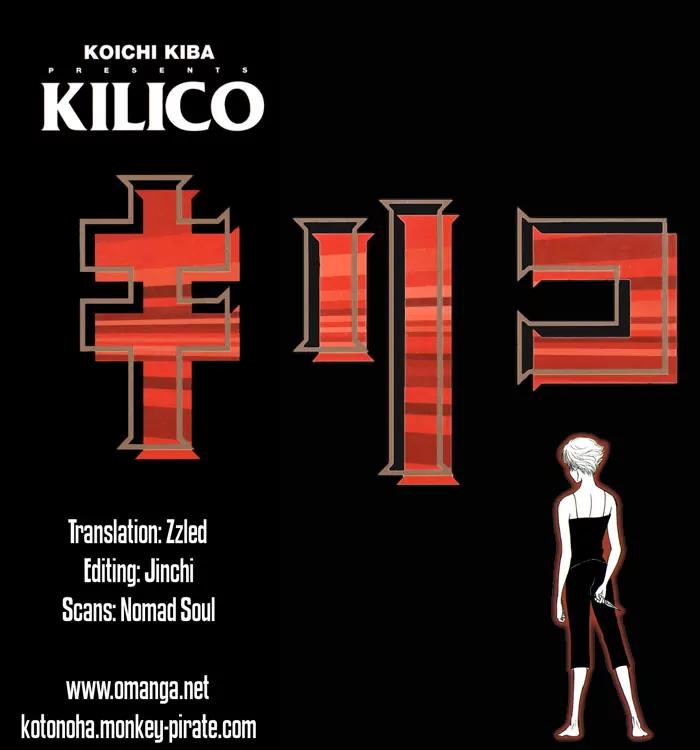 KOICHI KIBA
PRESENTS
KILICO
キリコ
Translation: Zzled
Editing: Jinchi
Scans: Nomad Soul
www.omanga.net
kotonoha.monkey-pirate.com